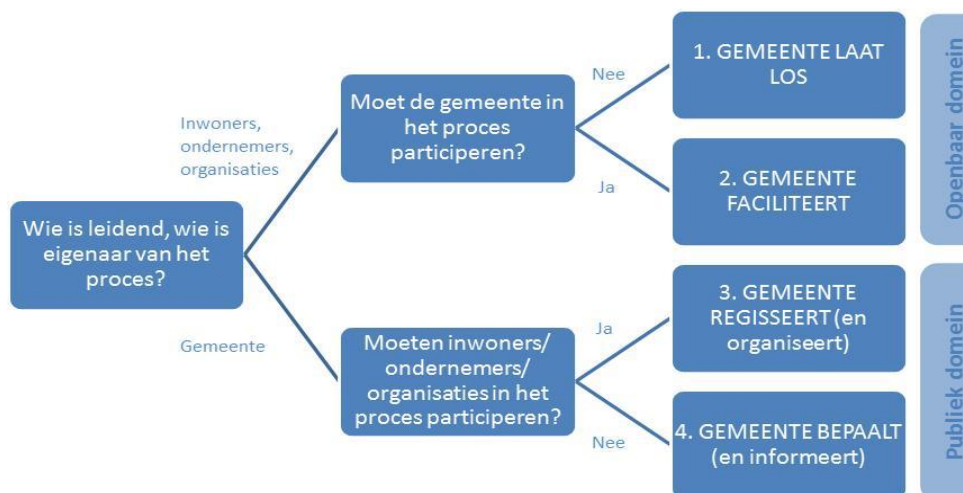 Wie is leidend, wie is
eigenaar van het
proces?
Inwoners,
ondernemers,
organisaties
Gemeente
Moet de gemeente in
het proces
participeren?
Nee
Ja
1. GEMEENTE LAAT
LOS
2. GEMEENTE
FACILITEERT
Openbaar domein
Moeten inwoners/
ondernemers/
organisaties in het
proces participeren?
Ja
Nee
3. GEMEENTE
REGISSEERT (en
organiseert)
4. GEMEENTE BEPAALT
(en informeert)
Publiek domein